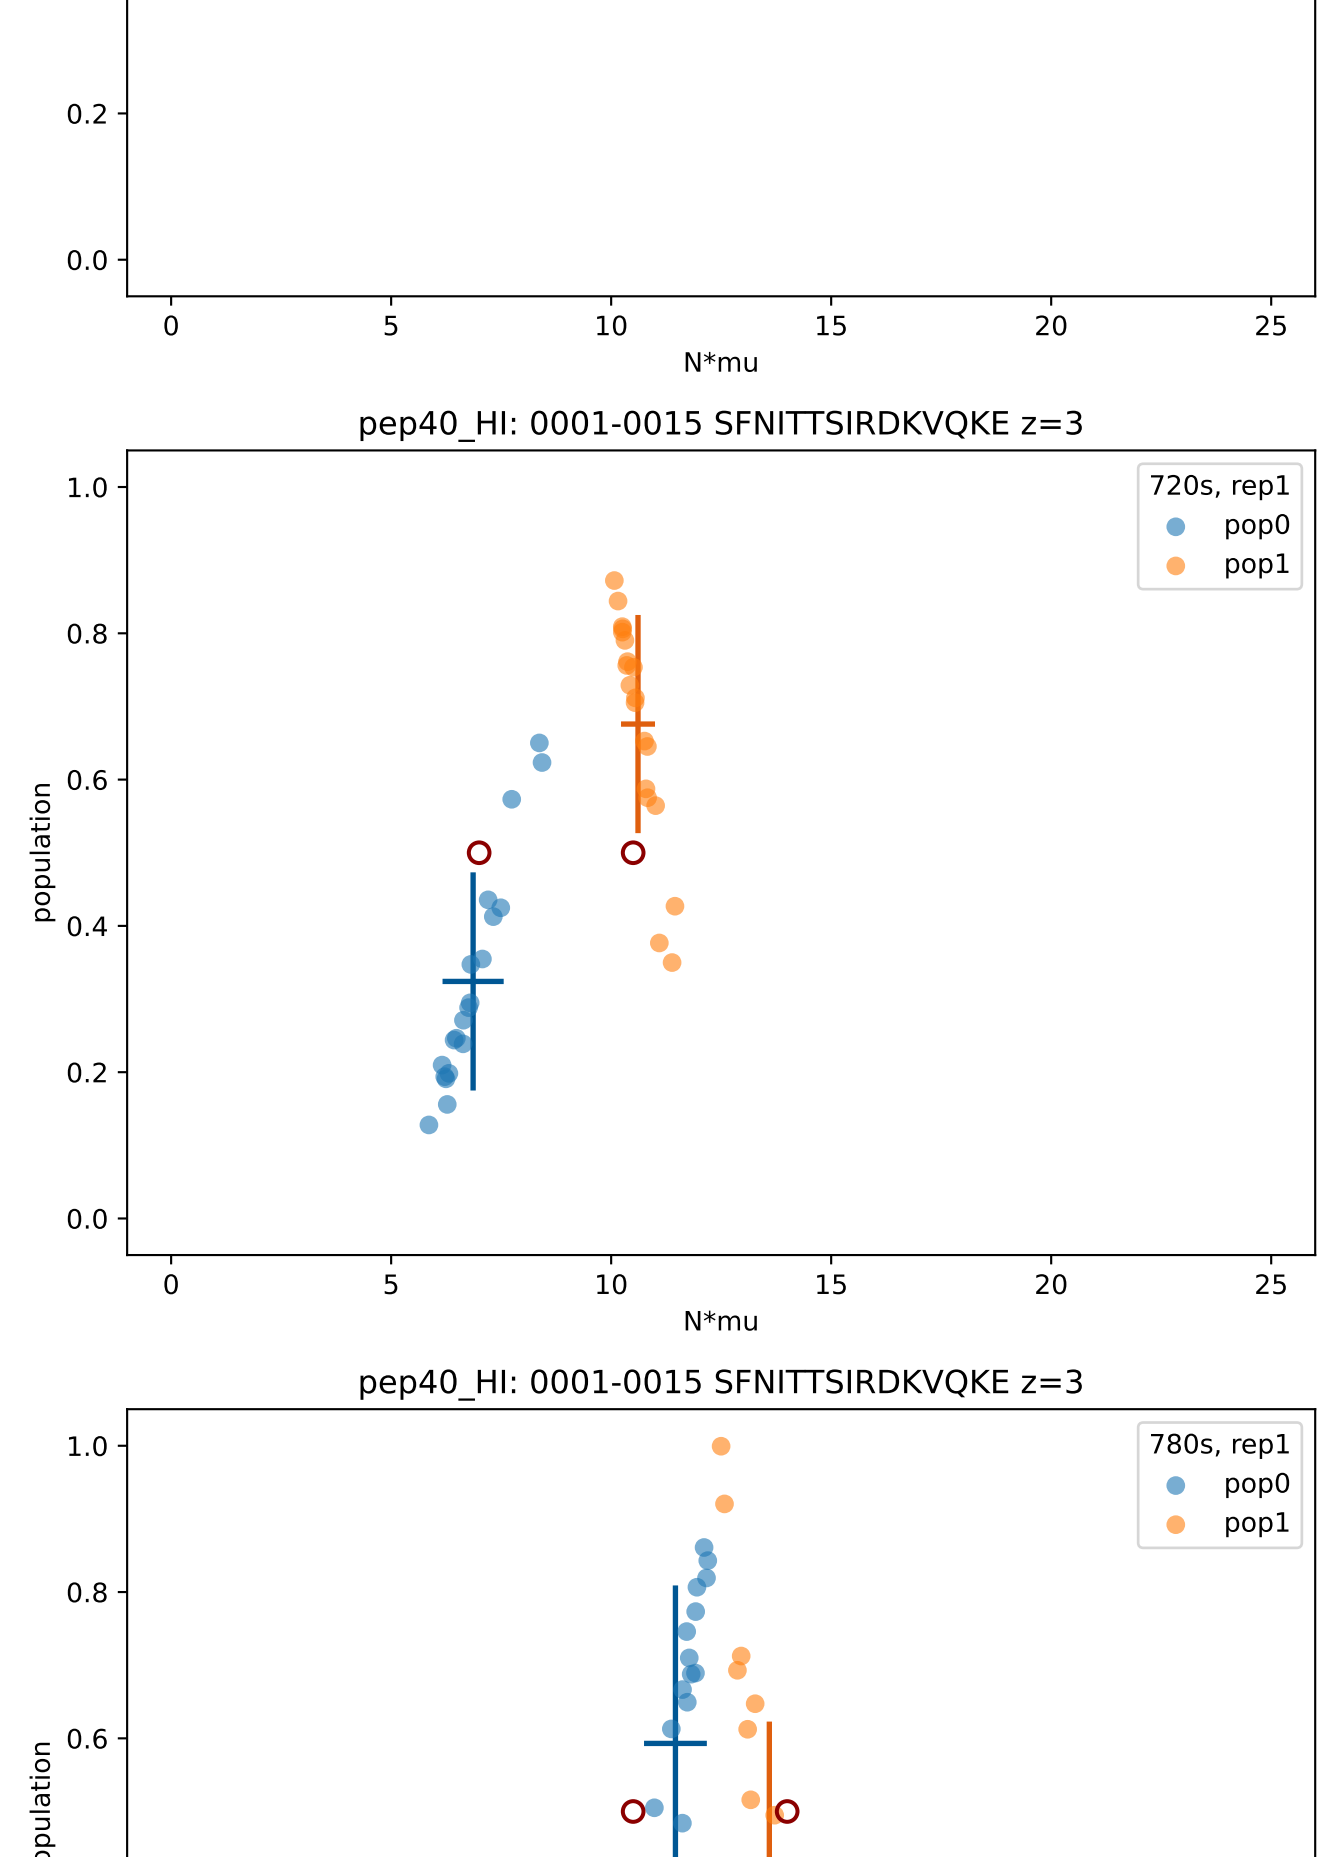 0.2
0.0
0 5 10 15 20 25
N*mu
pep40_HI: 0001-0015 SFNITTSIRDKVQKE z=3
720s, rep1
pop0
pop1
1.0
0.8
0.6
0.4
0.2
0.0
population
0 5 10 15 20 25
N*mu
pep40_HI: 0001-0015 SFNITTSIRDKVQKE z=3
780s, rep1
pop0
pop1
1.0
0.8
0.6
opulation